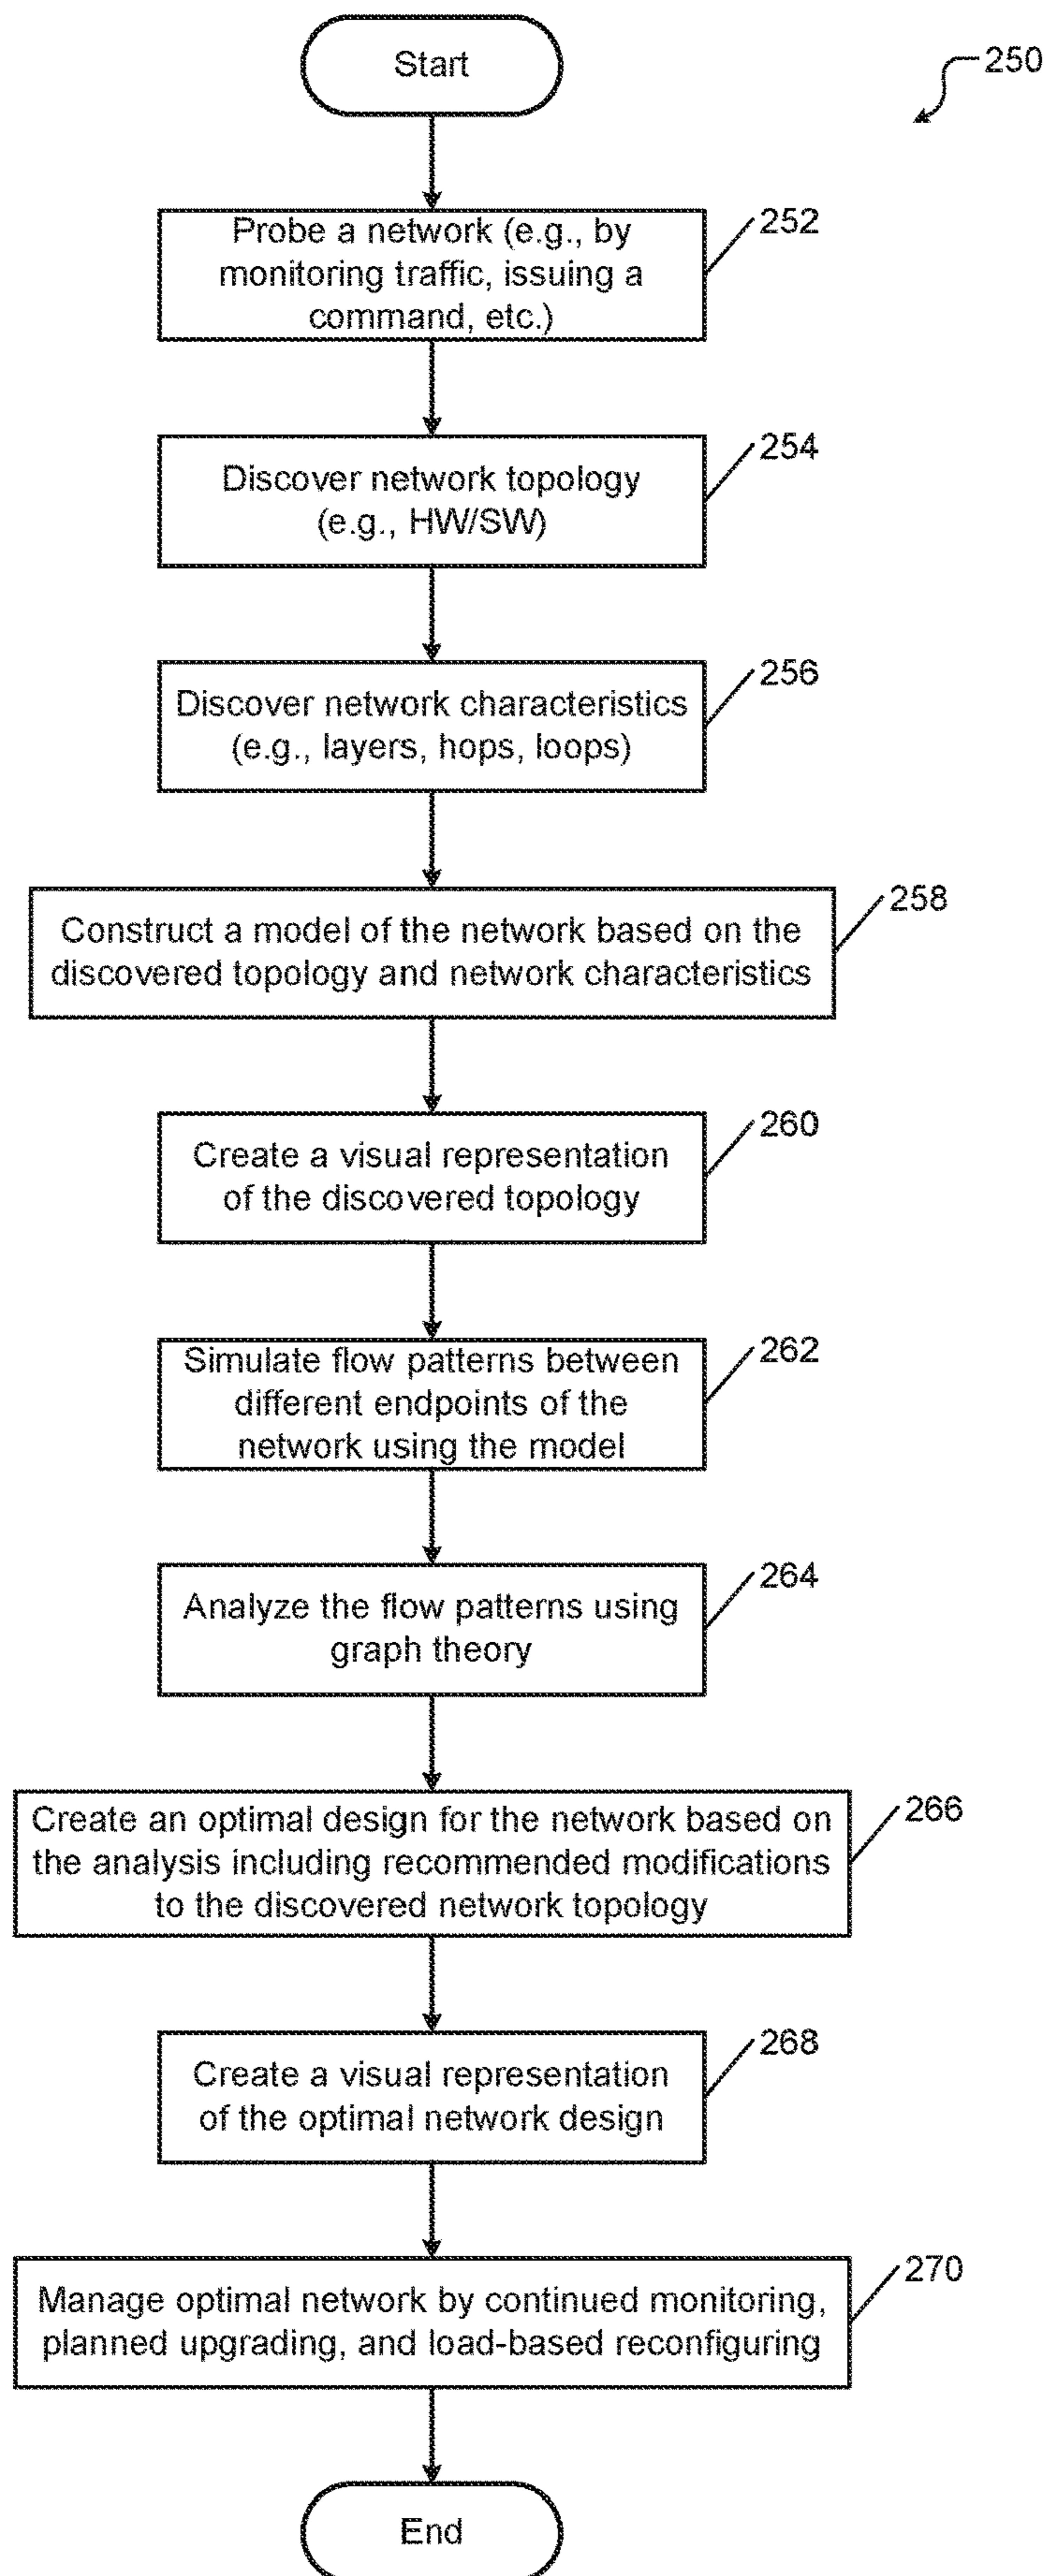 Start
250
Probe a network (e.g., by
monitoring traffic, issuing a
command, etc.)
252
Discover network topology
(e.g., HW/SW)
254
Discover network characteristics
(e.g., layers, hops, loops)
256
Construct a model of the network based on the
discovered topology and network characteristics
258
Create a visual representation
of the discovered topology
260
Simulate flow patterns between
different endpoints of the
network using the model
262
Analyze the flow patterns using
graph theory
264
Create an optimal design for the network based on
the analysis including recommended modifications
to the discovered network topology
266
Create a visual representation
of the optimal network design
268
Manage optimal network by continued monitoring,
planned upgrading, and load-based reconfiguring
270
End